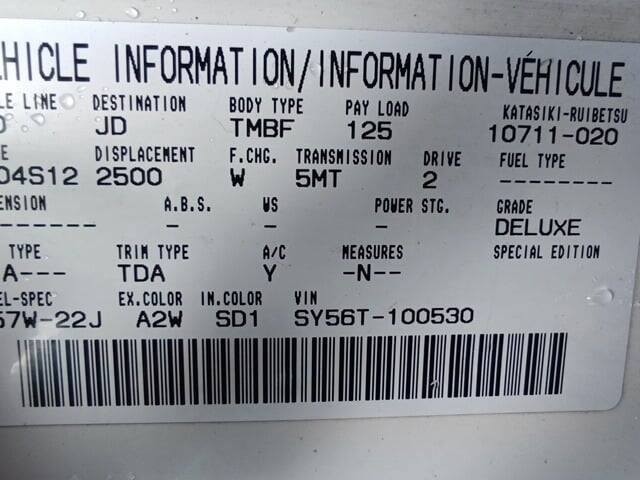 HICLE INFORMATION/INFORMATION-VÉHICULE
LE LINE DESTINATION BODY TYPE PAY LOAD KATASIKI-RUIBETSU
JD TMBF 125 10711-020
DISPLACEMENT F.CHG. TRANSMISSION DRIVE FUEL TYPE
04S12 2500 W 5MT 2 --------
ENSION A.B.S. WS POWER STG. GRADE
------- -- -- -- DELUXE
TYPE TRIM TYPE A/C MEASURES SPECIAL EDITION
A--- TDA Y -N--
EL-SPEC EX.COLOR IN.COLOR VIN
57W-22J A2W SD1 SY56T-100530